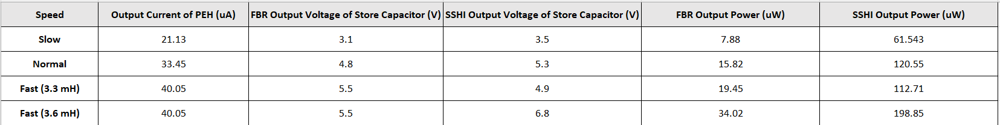 Speed Output Current of PEH (uA) FBR Output Voltage of Store Capacitor (V) SSHI Output Voltage of Store Capacitor (V) FBR Output Power (uW) SSHI Output Power (uW)
Slow 21.13 3.1 3.5 7.88 61.543
Normal 33.45 4.8 5.3 15.82 120.55
Fast (3.3 mH) 40.05 5.5 4.9 19.45 112.71
Fast (3.6 mH) 40.05 5.5 6.8 34.02 198.85